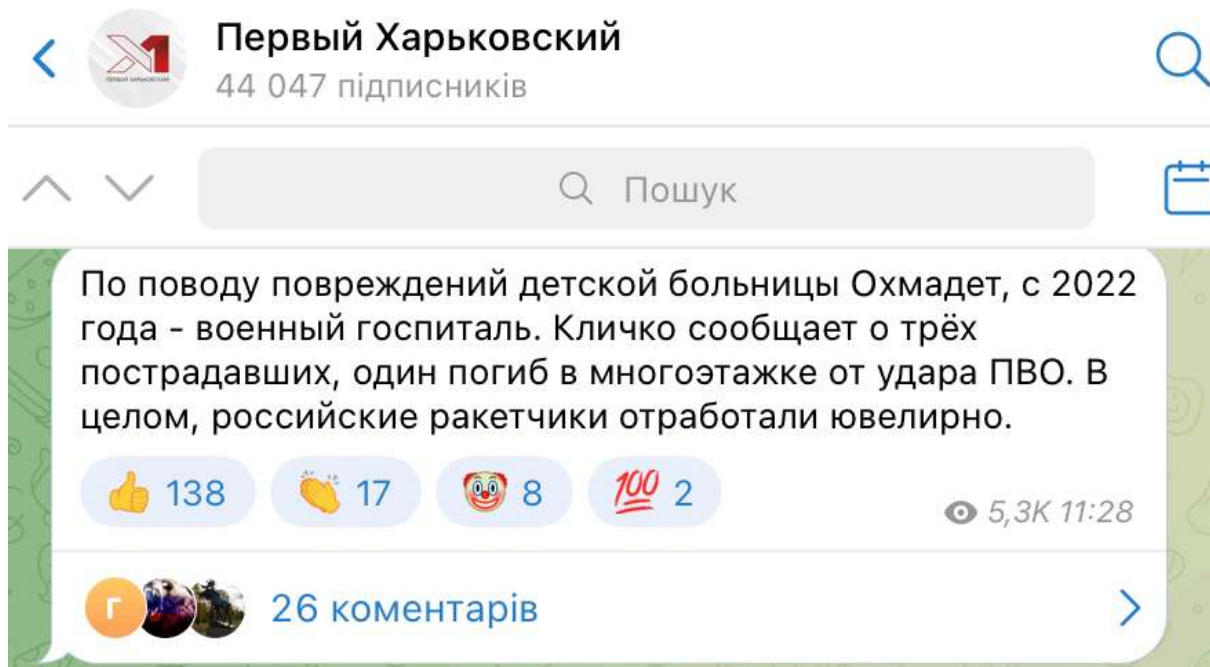 Первый Харьковский
44 047 підписників
Пошук
По поводу повреждений детской больницы Охмадет, с 2022
года - военный госпиталь. Кличко сообщает о трёх
пострадавших, один погиб в многоэтажке от удара ПВО. В
целом, российские ракетчики отработали ювелирно.
👍 138 👏 17 🤡 8 💯 2
5,3K 11:28
Г
26 коментарів